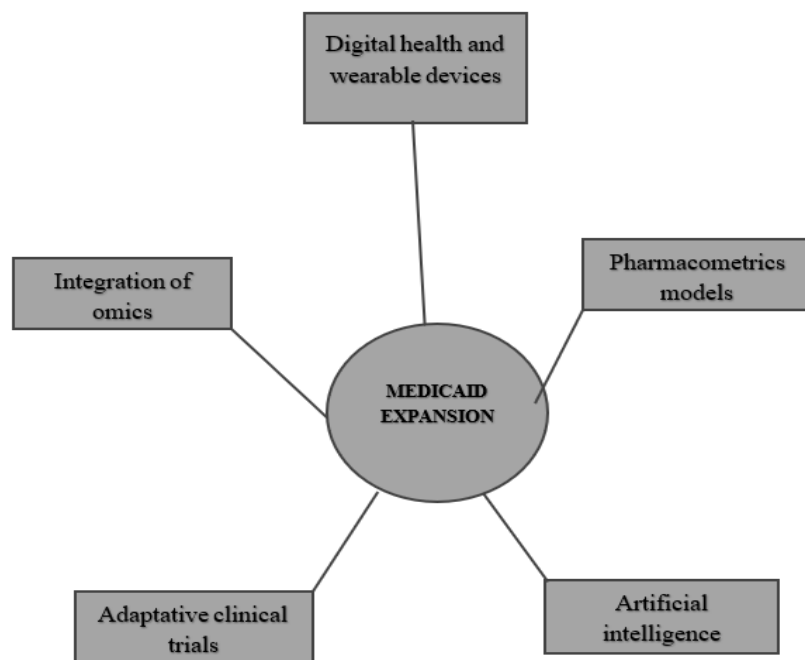 Digital health and
wearable devices
Integration of
omics
Pharmacometrics
models
MEDICAID
EXPANSION
Adaptative clinical
trials
Artificial
intelligence